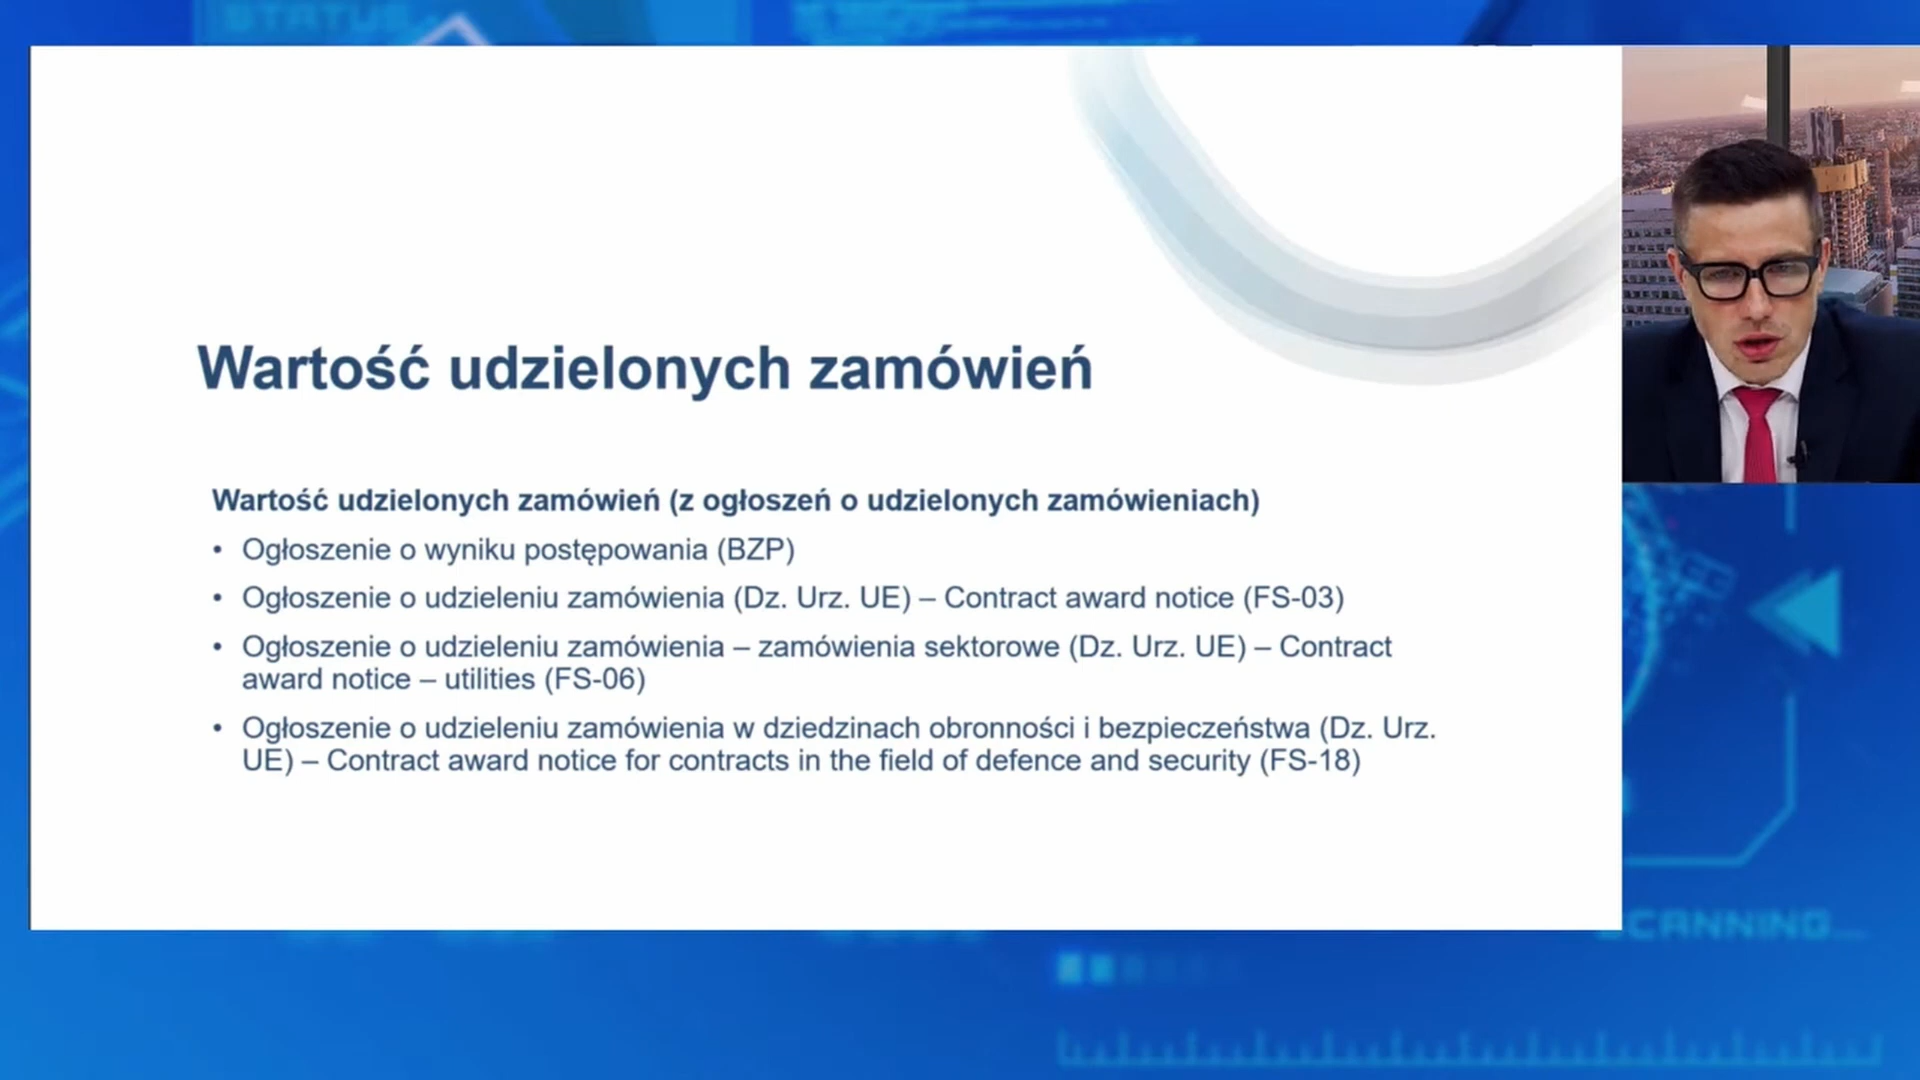 STATUS
Wartość udzielonych zamówień
Wartość udzielonych zamówień (z ogłoszeń o udzielonych zamówieniach)
• Ogłoszenie o wyniku postępowania (BZP)
• Ogłoszenie o udzieleniu zamówienia (Dz. Urz. UE) – Contract award notice (FS-03)
• Ogłoszenie o udzieleniu zamówienia – zamówienia sektorowe (Dz. Urz. UE) – Contract
award notice – utilities (FS-06)
• Ogłoszenie o udzieleniu zamówienia w dziedzinach obronności i bezpieczeństwa (Dz. Urz.
UE) – Contract award notice for contracts in the field of defence and security (FS-18)
SCANNING...